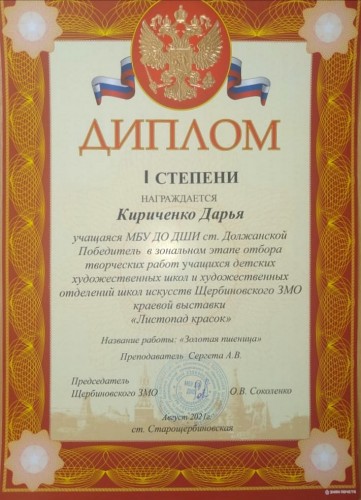 ДИПЛОМ
I СТЕПЕНИ
НАГРАЖДАЕТСЯ
Кириченко Дарья
учащаяся МБУ ДО ДШИ ст. Должанской
Победитель в зональном этапе отбора
творческих работ учащихся детских
художественных школ и художественных
отделений школ искусств Щербиновского ЗМО
краевой выставки
«Листопад красок»
Название работы: «Золотая пшеница»
Преподаватель Сергета А.В.
Председатель
Щербиновского ЗМО
О.В. Соколенко
Август 2021г.
ст. Старощербиновская